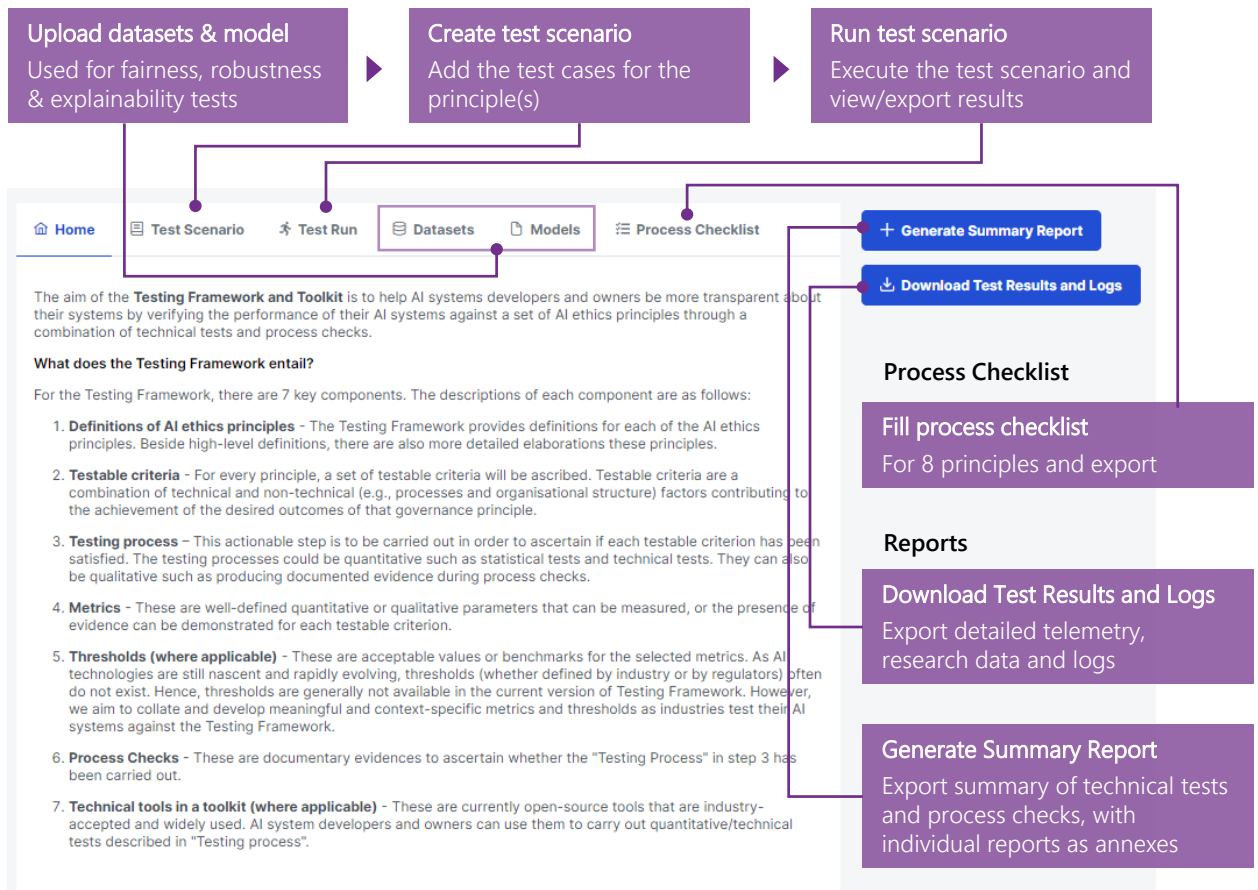 Upload datasets & model
Used for fairness, robustness
& explainability tests
Create test scenario
Add the test cases for the
principle(s)
Run test scenario
Execute the test scenario and
view/export results
Home
Test Scenario
Test Run
Datasets
Models
Process Checklist
Generate Summary Report
Download Test Results and Logs
The aim of the Testing Framework and Toolkit is to help AI systems developers and owners be more transparent about
their systems by verifying the performance of their AI systems against a set of AI ethics principles through a
combination of technical tests and process checks.
What does the Testing Framework entail?
For the Testing Framework, there are 7 key components. The descriptions of each component are as follows:
1. Definitions of AI ethics principles - The Testing Framework provides definitions for each of the AI ethics
principles. Beside high-level definitions, there are also more detailed elaborations these principles.
2. Testable criteria - For every principle, a set of testable criteria will be ascribed. Testable criteria are a
combination of technical and non-technical (e.g., processes and organisational structure) factors contributing to
the achievement of the desired outcomes of that governance principle.
3. Testing process – This actionable step is to be carried out in order to ascertain if each testable criterion has been
satisfied. The testing processes could be quantitative such as statistical tests and technical tests. They can also
be qualitative such as producing documented evidence during process checks.
4. Metrics - These are well-defined quantitative or qualitative parameters that can be measured, or the presence of
evidence can be demonstrated for each testable criterion.
5. Thresholds (where applicable) - These are acceptable values or benchmarks for the selected metrics. As AI
technologies are still nascent and rapidly evolving, thresholds (whether defined by industry or by regulators) often
do not exist. Hence, thresholds are generally not available in the current version of Testing Framework. However,
we aim to collate and develop meaningful and context-specific metrics and thresholds as industries test their AI
systems against the Testing Framework.
6. Process Checks - These are documentary evidences to ascertain whether the "Testing Process" in step 3 has
been carried out.
7. Technical tools in a toolkit (where applicable) - These are currently open-source tools that are industry-
accepted and widely used. AI system developers and owners can use them to carry out quantitative/technical
tests described in "Testing process".
Process Checklist
Fill process checklist
For 8 principles and export
Reports
Download Test Results and Logs
Export detailed telemetry,
research data and logs
Generate Summary Report
Export summary of technical tests
and process checks, with
individual reports as annexes